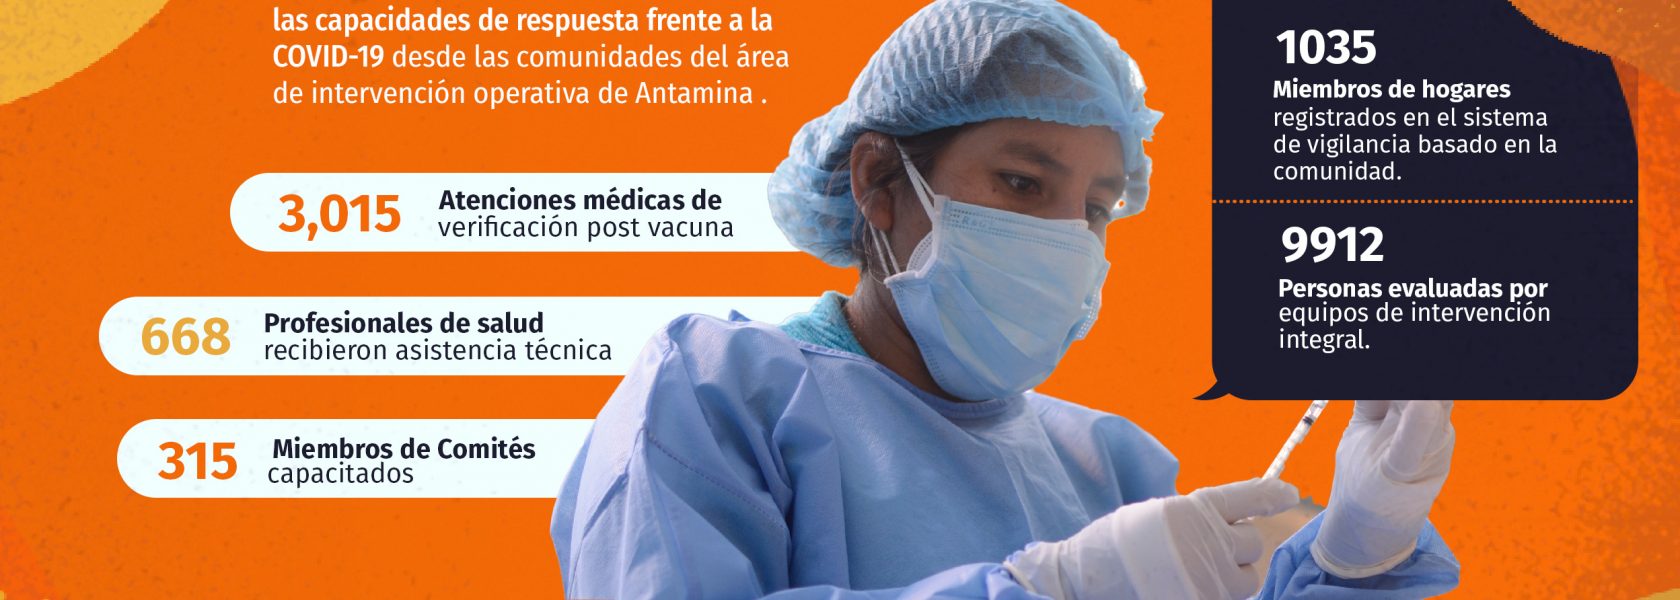 las capacidades de respuesta frente a la
COVID-19 desde las comunidades del área
de intervención operativa de Antamina .
3,015
Atenciones médicas de
verificación post vacuna
668
Profesionales de salud
recibieron asistencia técnica
315
Miembros de Comités
capacitados
1035
Miembros de hogares
registrados en el sistema
de vigilancia basado en la
comunidad.
9912
Personas evaluadas por
equipos de intervención
integral.